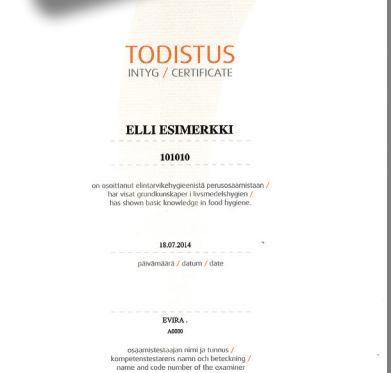 TODISTUS
INTYG / CERTIFICATE
ELLI ESIMERKKI
101010
on osoittanut elintarvikehygieenistä perusosaamistaan /
har visat grundkunskaper i livsmedelshygien /
has shown basic knowledge in food hygiene.
18.07.2014
päivämäärä / datum / date
EVIRA .
A0000
osaamistestaajan nimi ja tunnus /
kompetenstestarens namn och beteckning /
name and code number of the examiner